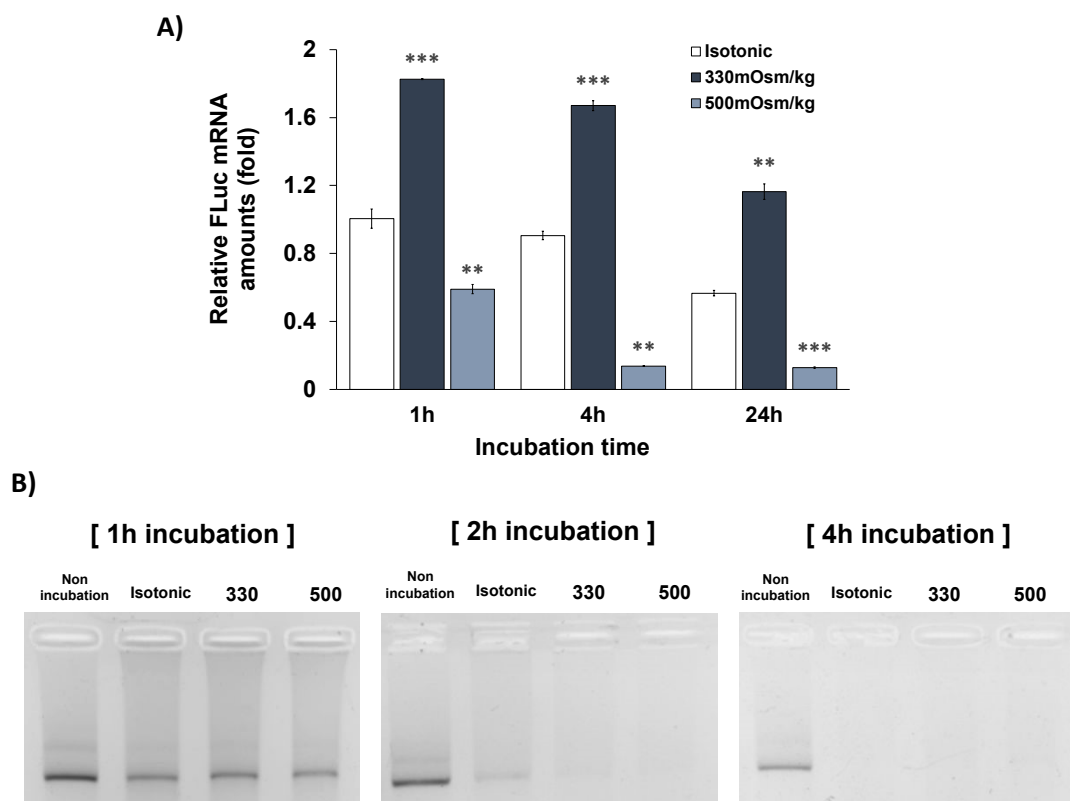 A)
Relative FLuc mRNA
amounts (fold)
2
1.6
1.2
0.8
0.4
0
***
**
***
**
**
***
Isotonic
330mOsm/kg
500mOsm/kg
1h
4h
24h
Incubation time
B)
[ 1h incubation ]
Non
incubation
Isotonic
330
500
[ 2h incubation ]
Non
incubation
Isotonic
330
500
[ 4h incubation ]
Non
incubation
Isotonic
330
500